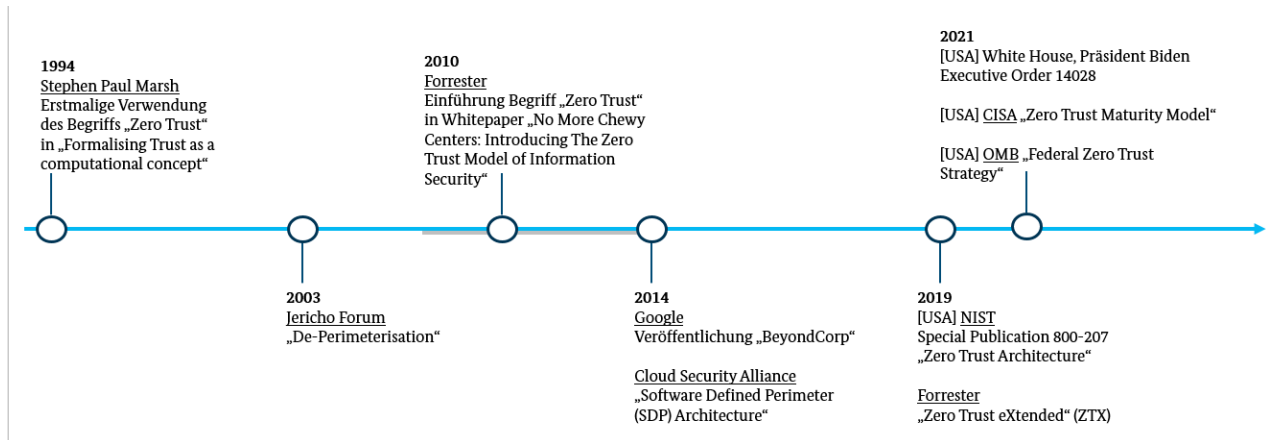 1994
Stephen Paul Marsh
Erstmalige Verwendung
des Begriffs „Zero Trust“
in „Formalising Trust as a
computational concept“
2003
Jericho Forum
„De-Perimeterisation“
2010
Forrester
Einführung Begriff „Zero Trust“
in Whitepaper „No More Chewy
Centers: Introducing The Zero
Trust Model of Information
Security“
2014
Google
Veröffentlichung „BeyondCorp“
Cloud Security Alliance
„Software Defined Perimeter
(SDP) Architecture“
2019
[USA] NIST
Special Publication 800-207
„Zero Trust Architecture“
Forrester
„Zero Trust eXtended“ (ZTX)
2021
[USA] White House, Präsident Biden
Executive Order 14028
[USA] CISA „Zero Trust Maturity Model“
[USA] OMB „Federal Zero Trust
Strategy“